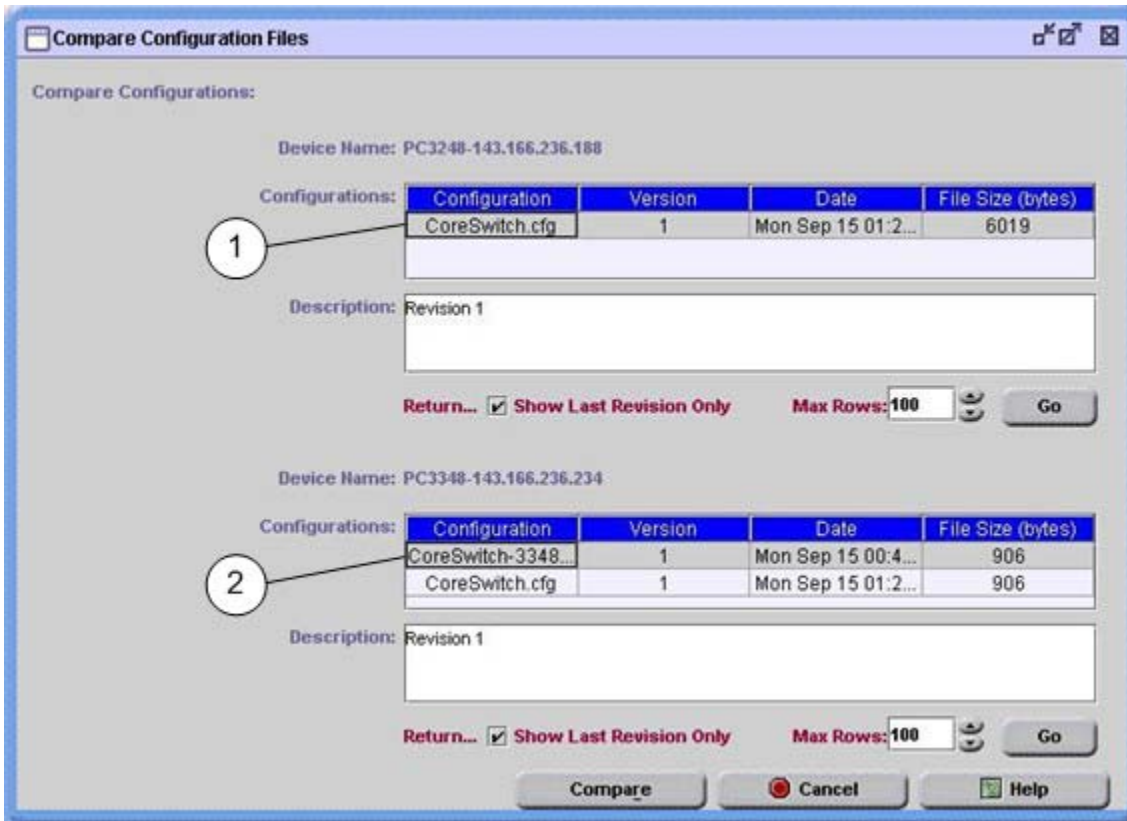 Compare Configuration Files
Compare Configurations:
Device Name: PC3248-143.166.236.188
Configurations: Configuration Version Date File Size (bytes)
CoreSwitch.cfg 1 Mon Sep 15 01:2... 6019
1
Description: Revision 1
Return... Show Last Revision Only Max Rows: 100 Go
Device Name: PC3348-143.166.236.234
Configurations: Configuration Version Date File Size (bytes)
CoreSwitch-3348... 1 Mon Sep 15 00:4... 906
2 CoreSwitch.cfg 1 Mon Sep 15 01:2... 906
Description: Revision 1
Return... Show Last Revision Only Max Rows: 100 Go
Compare Cancel Help